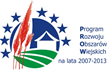 Program
Rozwoju
Obszarów
Wiejskich
na lata 2007-2013